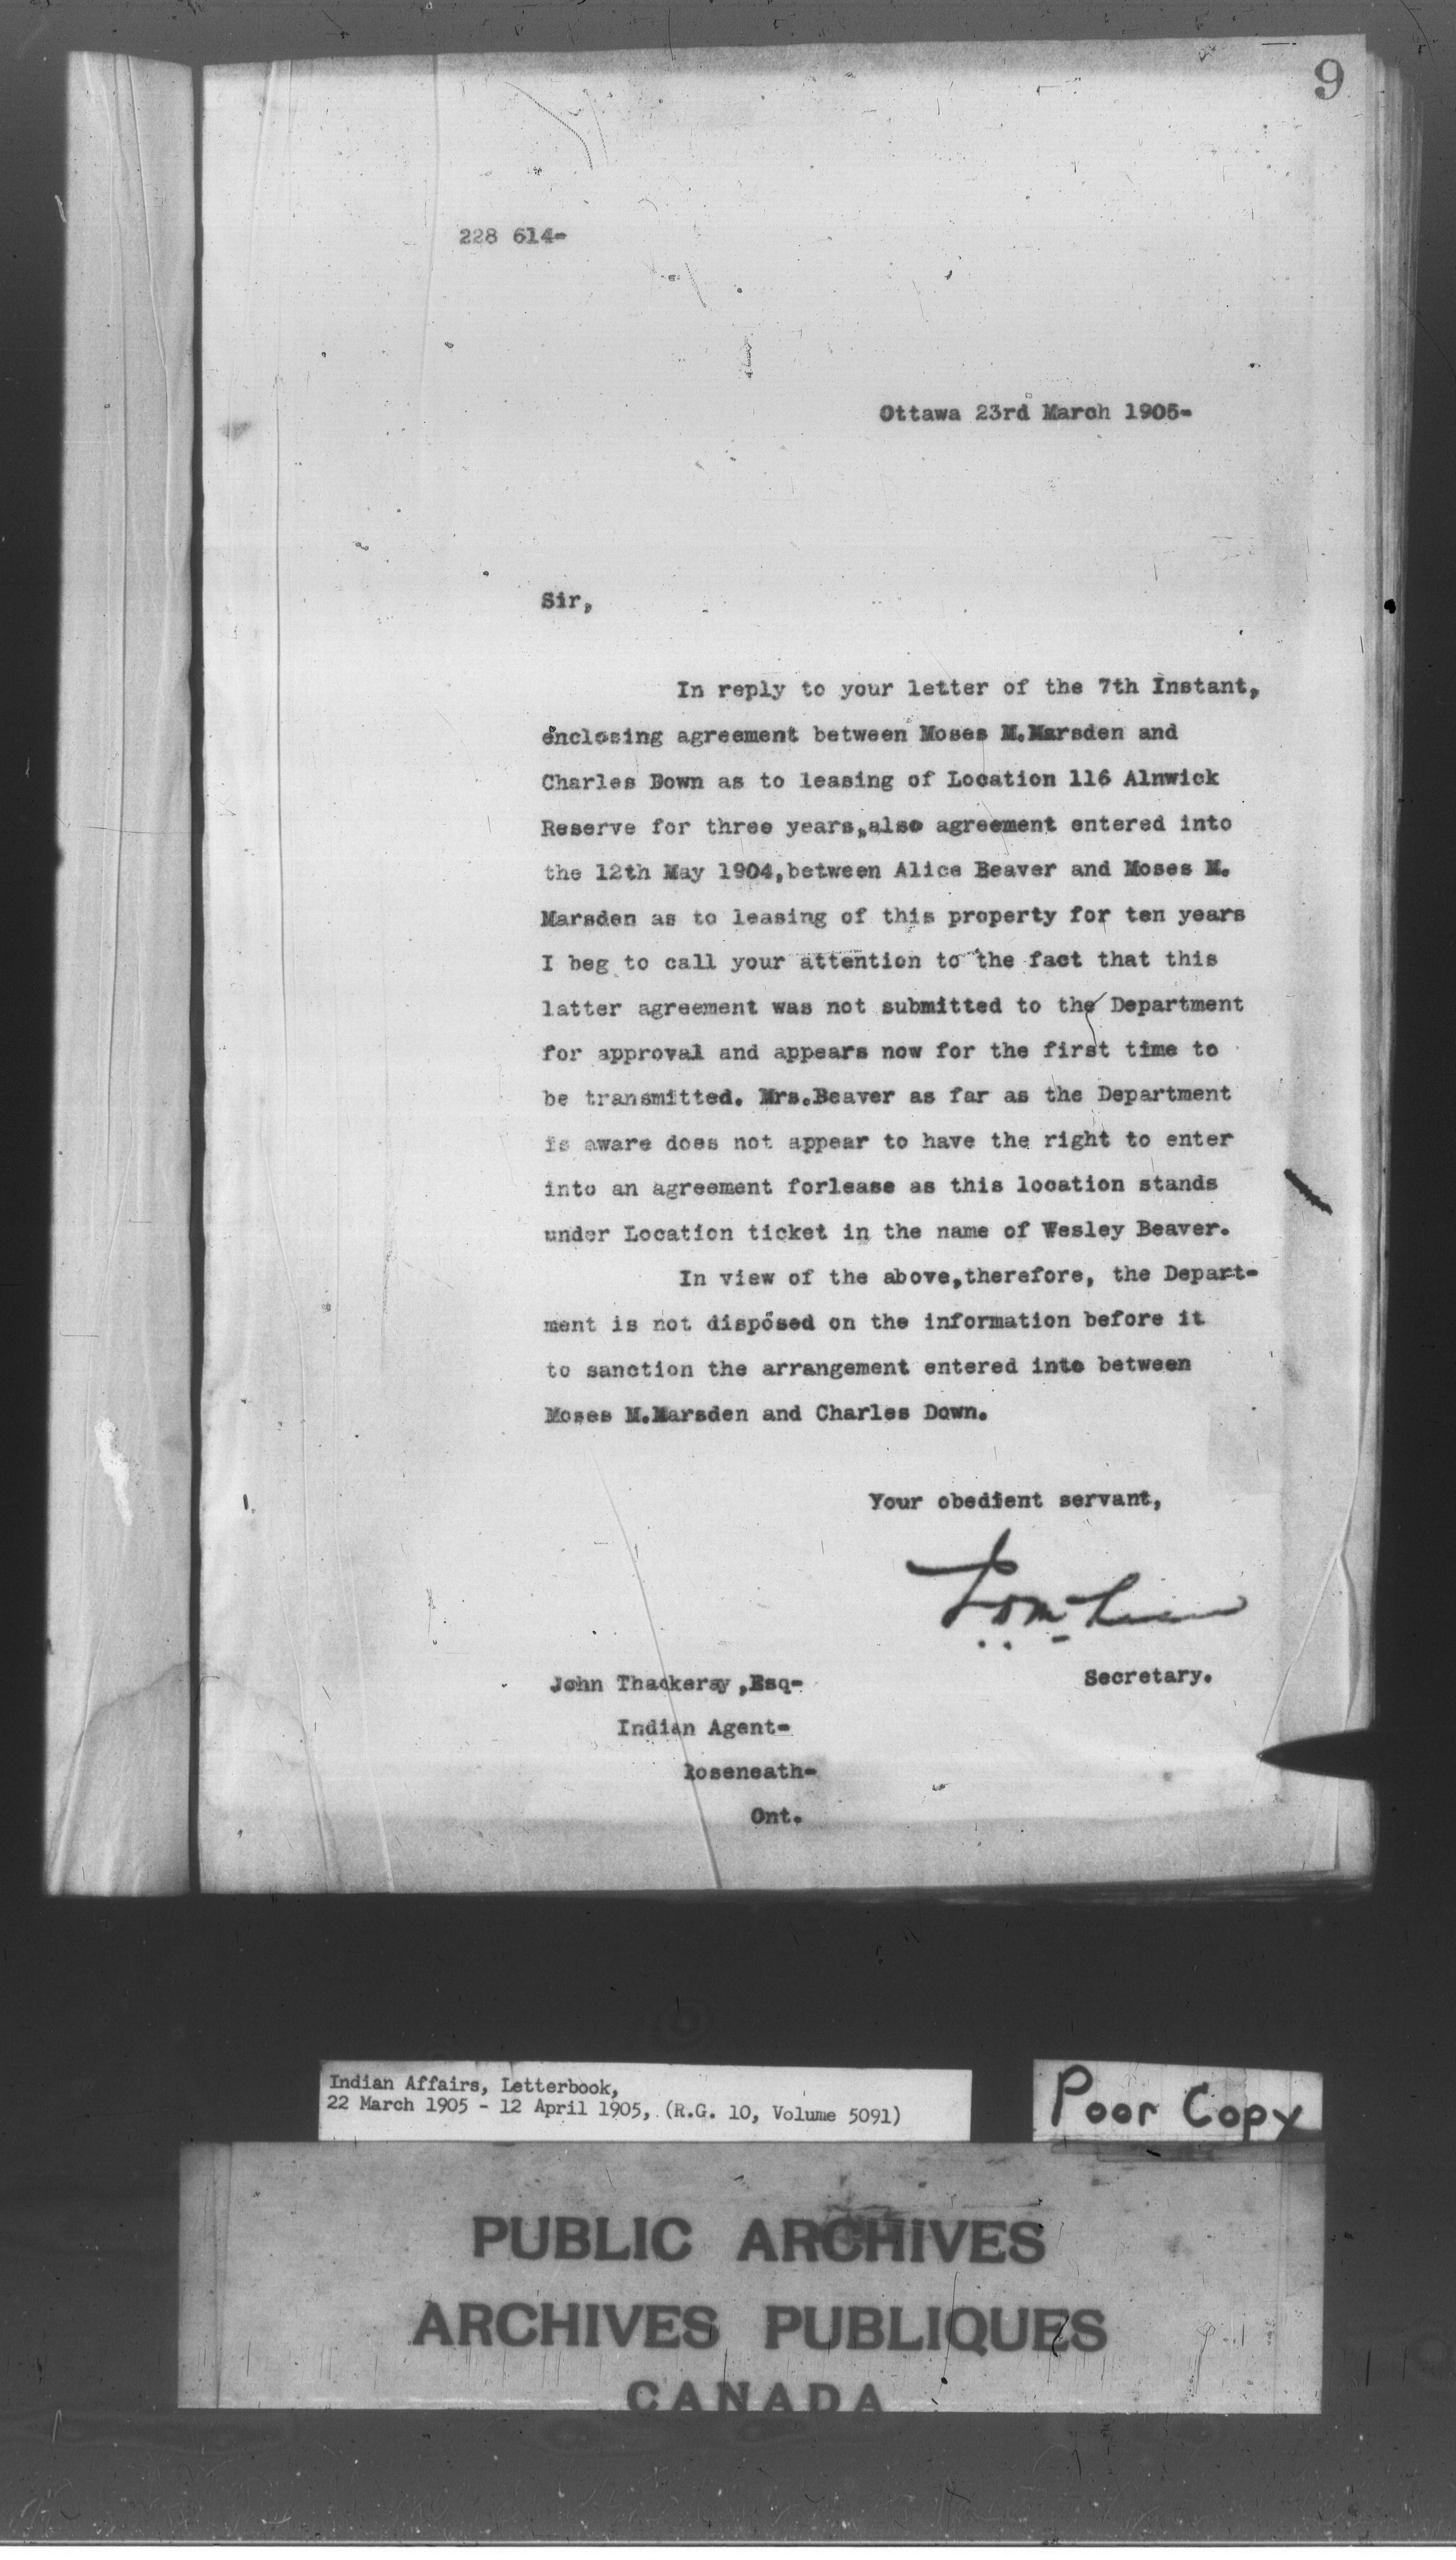 9
228 614-
Ottawa 23rd March 1905-
Sir,
In reply to your letter of the 7th Instant,
enclosing agreement between Moses M.Marsden and
Charles Down as to leasing of Location 116 Alnwick
Reserve for three years,also agreement entered into
the 12th May 1904,between Alice Beaver and Moses M.
Marsden as to leasing of this property for ten years
I beg to call your attention to the fact that this
latter agreement was not submitted to the Department
for approval and appears now for the first time to
be transmitted. Mrs.Beaver as far as the Department
is aware does not appear to have the right to enter
into an agreement forlease as this location stands
under Location ticket in the name of Wesley Beaver.
In view of the above,therefore, the Depart-
ment is not disposed on the information before it
to sanction the arrangement entered into between
Moses M.Marsden and Charles Down.
Your obedient servant,
Secretary.
John Thackeray,Esq-
Indian Agent-
Roseneath-
Ont.
Indian Affairs, Letterbook,
22 March 1905 - 12 April 1905, (R.G. 10, Volume 5091)
Poor Copy
PUBLIC ARCHIVES
ARCHIVES PUBLIQUES
CANADA